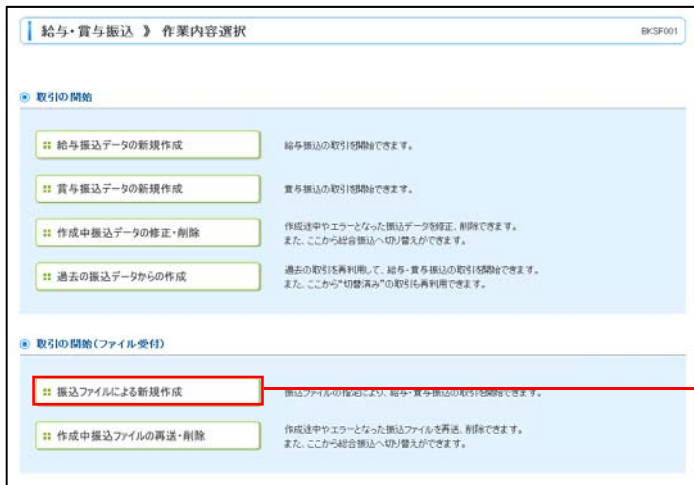 給与・賞与振込 》 作業内容選択
BKSF001
取引の開始
給与振込データの新規作成
給与振込の取引を開始できます。
賞与振込データの新規作成
賞与振込の取引を開始できます。
作成中振込データの修正・削除
作成途中やエラーとなった振込データを修正、削除できます。
また、ここから総合振込へ切り替えができます。
過去の振込データからの作成
過去の取引を再利用して、給与・賞与振込の取引を開始できます。
また、ここから“切替済み”の取引も再利用できます。
取引の開始(ファイル受付)
振込ファイルによる新規作成
振込ファイルの指定により、給与・賞与振込の取引を開始できます。
作成中振込ファイルの再送・削除
作成途中やエラーとなった振込ファイルを再送、削除できます。
また、ここから総合振込へ切り替えができます。